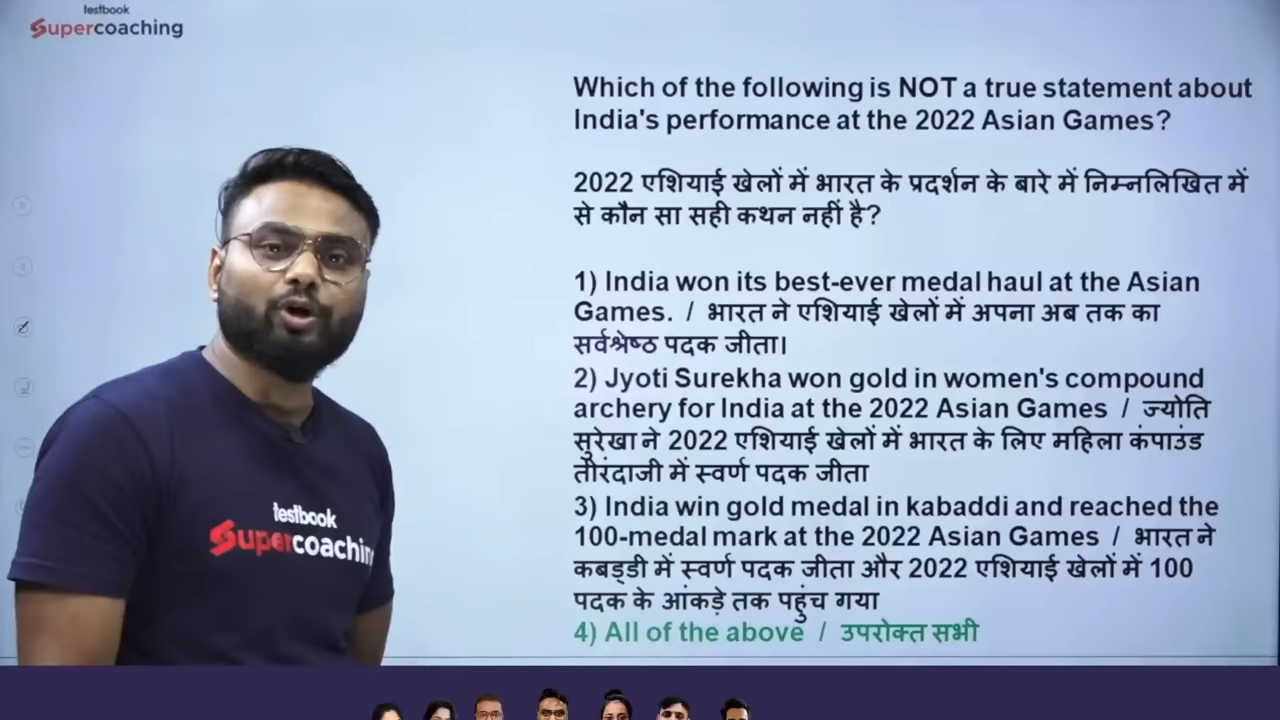 testbook
Supercoaching
Which of the following is NOT a true statement about
India's performance at the 2022 Asian Games?
2022 एशियाई खेलों में भारत के प्रदर्शन के बारे में निम्नलिखित में
से कौन सा सही कथन नहीं है?
1) India won its best-ever medal haul at the Asian
Games. / भारत ने एशियाई खेलों में अपना अब तक का
सर्वश्रेष्ठ पदक जीता।
2) Jyoti Surekha won gold in women's compound
archery for India at the 2022 Asian Games / ज्योति
सुरेखा ने 2022 एशियाई खेलों में भारत के लिए महिला कंपाउंड
तीरंदाजी में स्वर्ण पदक जीता
3) India win gold medal in kabaddi and reached the
100-medal mark at the 2022 Asian Games / भारत ने
कबड्डी में स्वर्ण पदक जीता और 2022 एशियाई खेलों में 100
पदक के आंकड़े तक पहुंच गया
4) All of the above / उपरोक्त सभी
testbook
Supercoaching